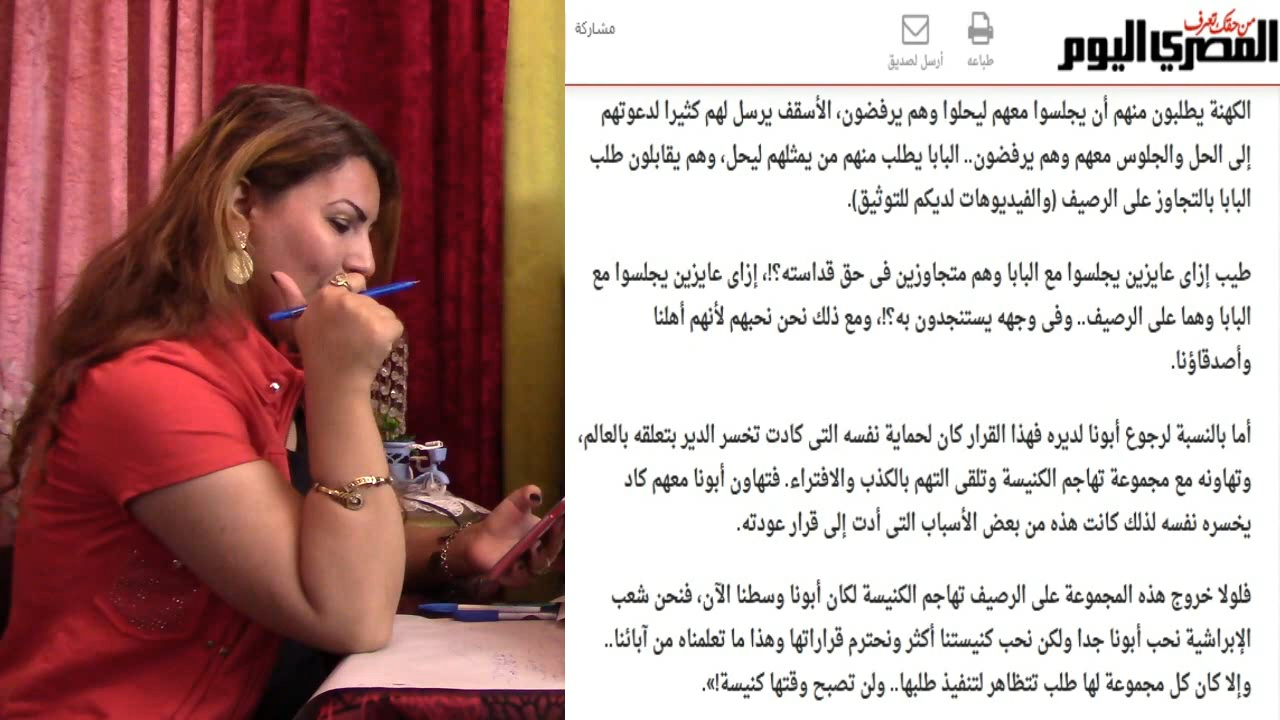 من حقك تعرف
المصري اليوم
طباعه
أرسل لصديق
مشاركة
الكهنة يطلبون منهم أن يجلسوا معهم ليحلوا وهم يرفضون، الأسقف يرسل لهم كثيرا لدعوتهم
إلى الحل والجلوس معهم وهم يرفضون.. البابا يطلب منهم من يمثلهم ليحل، وهم يقابلون طلب
البابا بالتجاوز على الرصيف (والفيديوهات لديكم للتوثيق).
طيب إزاى عايزين يجلسوا مع البابا وهم متجاوزين فى حق قداسته؟!، إزاى عايزين يجلسوا مع
البابا وهما على الرصيف.. وفى وجهه يستنجدون به؟!، ومع ذلك نحن نحبهم لأنهم أهلنا
وأصدقاؤنا.
أما بالنسبة لرجوع أبونا لديره فهذا القرار كان لحماية نفسه التى كادت تخسر الدير بتعلقه بالعالم،
وتهاونه مع مجموعة تهاجم الكنيسة وتلقى التهم بالكذب والافتراء. فتهاون أبونا معهم كاد
يخسره نفسه لذلك كانت هذه من بعض الأسباب التى أدت إلى قرار عودته.
فلولا خروج هذه المجموعة على الرصيف تهاجم الكنيسة لكان أبونا وسطنا الآن، فنحن شعب
الإبراشية نحب أبونا جدا ولكن نحب كنيستنا أكثر ونحترم قراراتها وهذا ما تعلمناه من آبائنا..
وإلا كان كل مجموعة لها طلب تتظاهر لتنفيذ طلبها.. ولن تصبح وقتها كنيسة!».